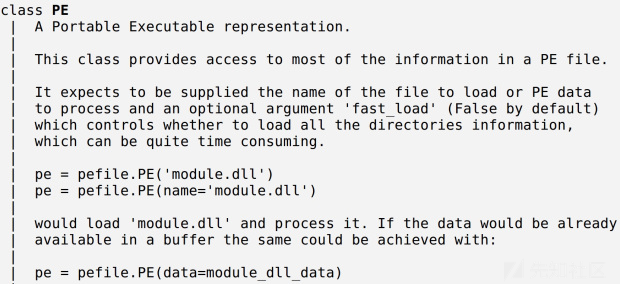 class PE
| A Portable Executable representation.
|
| This class provides access to most of the information in a PE file.
|
| It expects to be supplied the name of the file to load or PE data
| to process and an optional argument 'fast_load' (False by default)
| which controls whether to load all the directories information,
| which can be quite time consuming.
|
| pe = pefile.PE('module.dll')
| pe = pefile.PE(name='module.dll')
|
| would load 'module.dll' and process it. If the data would be already
| available in a buffer the same could be achieved with:
|
| pe = pefile.PE(data=module_dll_data)